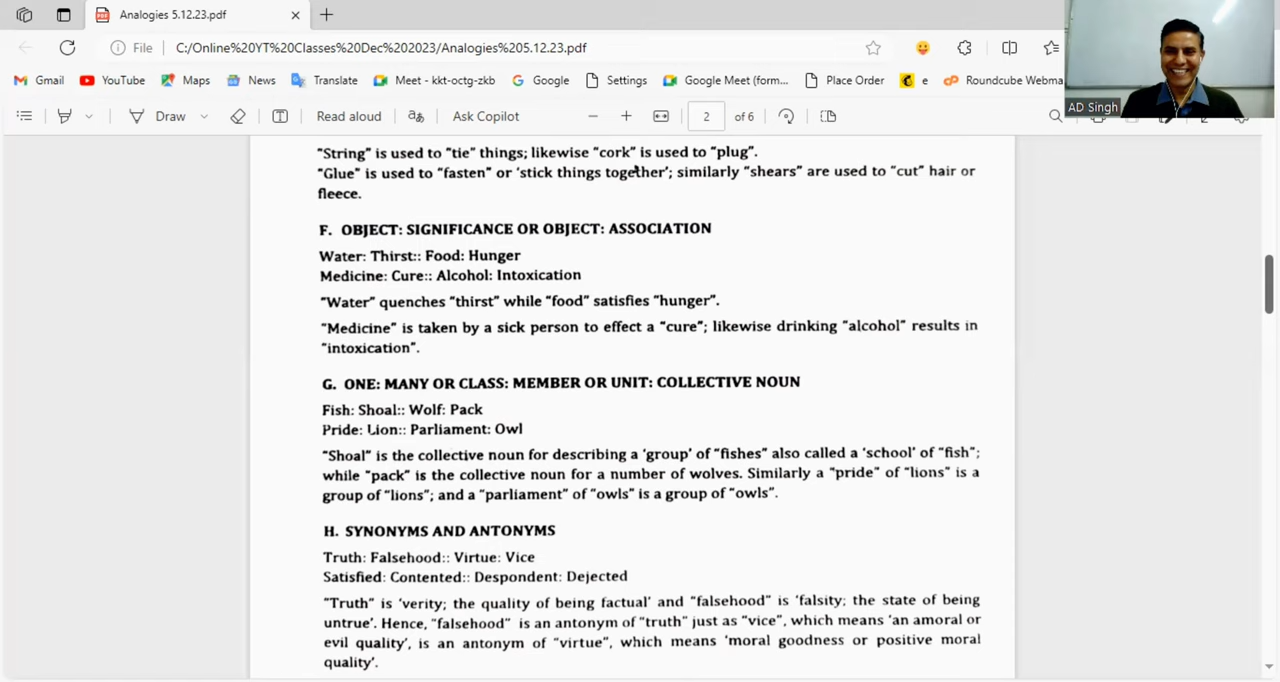 Analogies 5.12.23.pdf
File C:/Online%20YT%20Classes%20Dec%202023/Analogies%205.12.23.pdf
Gmail YouTube Maps News Translate Meet - kkt-octg-zkb Google Settings Google Meet (form... Place Order e Roundcube Webma
AD Singh
Draw Read aloud Ask Copilot 2 of 6
"String" is used to "tie" things; likewise "cork" is used to "plug".
"Glue" is used to "fasten" or 'stick things together'; similarly "shears" are used to "cut" hair or
fleece.
F. OBJECT: SIGNIFICANCE OR OBJECT: ASSOCIATION
Water: Thirst:: Food: Hunger
Medicine: Cure:: Alcohol: Intoxication
"Water" quenches "thirst" while "food" satisfies "hunger".
"Medicine" is taken by a sick person to effect a "cure"; likewise drinking "alcohol" results in
"intoxication".
G. ONE: MANY OR CLASS: MEMBER OR UNIT: COLLECTIVE NOUN
Fish: Shoal:: Wolf: Pack
Pride: Lion:: Parliament: Owl
"Shoal" is the collective noun for describing a 'group' of "fishes" also called a 'school' of "fish";
while "pack" is the collective noun for a number of wolves. Similarly a "pride" of "lions" is a
group of "lions"; and a "parliament" of "owls" is a group of "owls".
H. SYNONYMS AND ANTONYMS
Truth: Falsehood:: Virtue: Vice
Satisfied: Contented:: Despondent: Dejected
"Truth" is 'verity; the quality of being factual' and "falsehood" is 'falsity; the state of being
untrue'. Hence, "falsehood" is an antonym of "truth" just as "vice", which means 'an amoral or
evil quality', is an antonym of "virtue", which means 'moral goodness or positive moral
quality'.